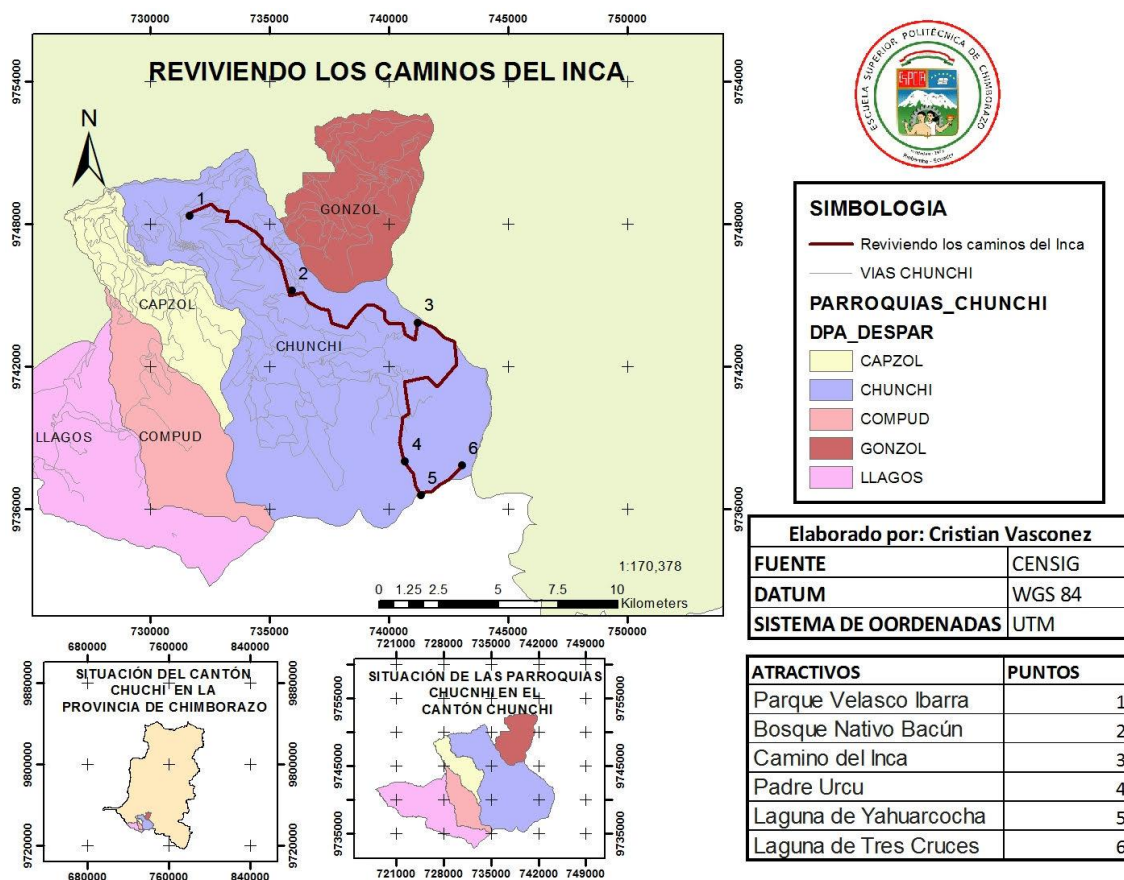 730000 735000 740000 745000 750000
REVIVIENDO LOS CAMINOS DEL INCA
N
9754000
9748000
9742000
9736000
9754000
9748000
9742000
9736000
1
2
3
4
5
6
GONZOL
CAPZOL
CHUNCHI
COMPUD
LLAGOS
1:170,378
0 1.25 2.5 5 7.5 10
Kilometers
730000 735000 740000 745000 750000
ESCUELA SUPERIOR POLITÉCNICA DE CHIMBORAZO
Riobamba - Ecuador
SIMBOLOGIA
Reviviendo los caminos del Inca
VIAS CHUNCHI
PARROQUIAS_CHUNCHI
DPA_DESPAR
CAPZOL
CHUNCHI
COMPUD
GONZOL
LLAGOS
Elaborado por: Cristian Vasconez
FUENTE CENSIG
DATUM WGS 84
SISTEMA DE OORDENADAS UTM
ATRACTIVOS PUNTOS
Parque Velasco Ibarra 1
Bosque Nativo Bacún 2
Camino del Inca 3
Padre Urcu 4
Laguna de Yahuarcocha 5
Laguna de Tres Cruces 6
680000 760000 840000
SITUACIÓN DEL CANTÓN
CHUCHI EN LA
PROVINCIA DE CHIMBORAZO
9880000
9800000
9720000
9880000
9800000
9720000
680000 760000 840000
721000 728000 735000 742000 749000
SITUACIÓN DE LAS PARROQUIAS
CHUCNHI EN EL
CANTÓN CHUNCHI
9755000
9745000
9735000
9755000
9745000
9735000
721000 728000 735000 742000 749000